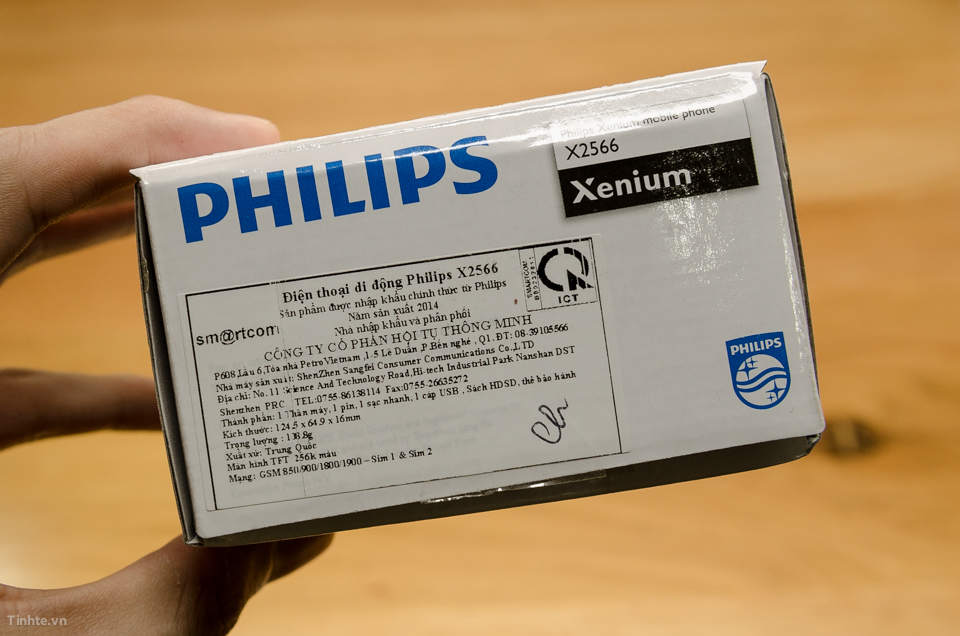 PHILIPS
Philips Xenium mobile phone
X2566
Xenium
Điện thoại di động Philips X2566
Sản phẩm được nhập khẩu chính thức từ Philips
Năm sản xuất 2014
Nhà nhập khẩu và phân phối
sm@rtcom
SMARTCOM
ICT
CÔNG TY CỔ PHẦN HỘI TỤ THÔNG MINH
P608,Lầu 6,Tòa nhà PetroVietnam ,1-5 Lê Duẩn ,P.Bến nghé , Q1. ĐT: 08-39105566
Nhà máy sản xuất: ShenZhen Sangfei Consumer Communications Co,LTD
Địa chỉ: No. 11 Science And Technology Road,Hi-tech Industrial Park Nanshan DST
Shenzhen PRC TEL:0755-86138114 Fax:0755-26635272
Thành phần: 1 Thân máy, 1 pin, 1 sạc nhanh, 1 cáp USB , Sách HDSD, thẻ bảo hành
Kích thước: 124.5 x 64.9 x 16mm
Trọng lượng : 138.8g
Xuất xứ: Trung Quốc
Màn hình TFT 256k màu
Mạng: GSM 850/900/1800/1900 – Sim 1 & Sim 2
PHILIPS
Tinhte.vn